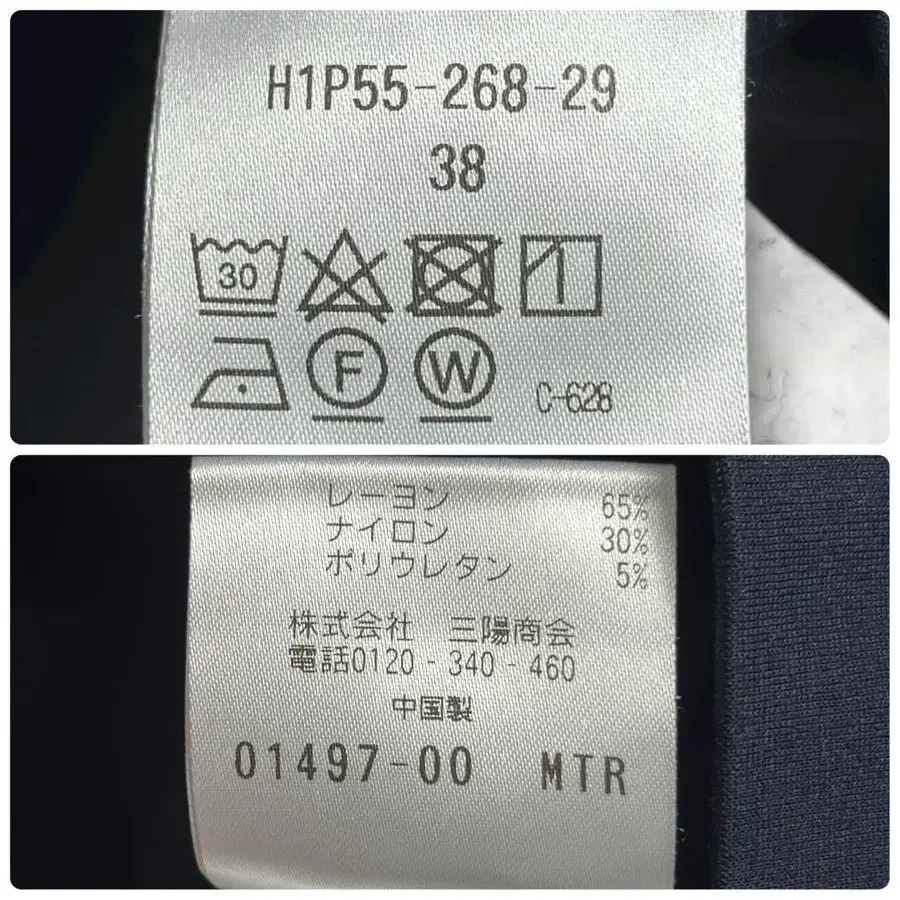 H1P55-268-29
38
30
F W C-628
レーヨン 65%
ナイロン 30%
ポリウレタン 5%
株式会社 三陽商会
電話0120-340-460
中国製
01497-00 MTR